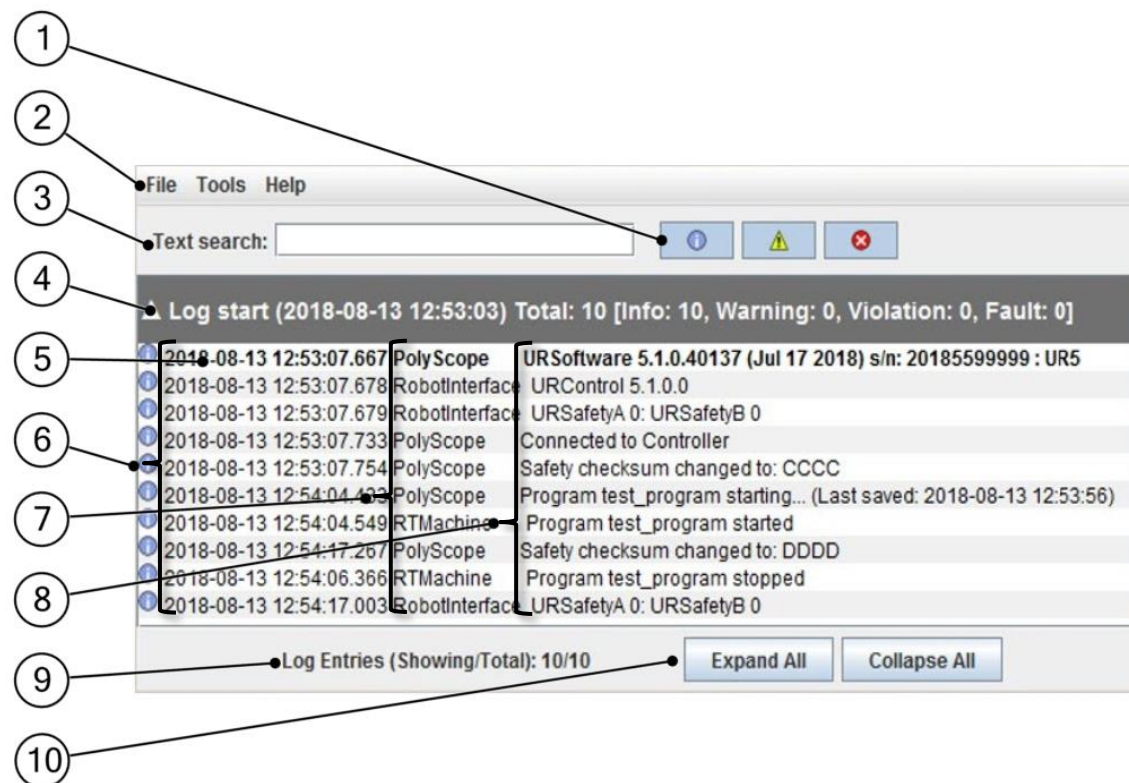 1
2
File Tools Help
3
Text search:
4
Log start (2018-08-13 12:53:03) Total: 10 [Info: 10, Warning: 0, Violation: 0, Fault: 0]
5
2018-08-13 12:53:07.667 PolyScope URSoftware 5.1.0.40137 (Jul 17 2018) s/n: 20185599999 : UR5
2018-08-13 12:53:07.678 RobotInterface URControl 5.1.0.0
2018-08-13 12:53:07.679 RobotInterface URSafetyA 0: URSafetyB 0
6
2018-08-13 12:53:07.733 PolyScope Connected to Controller
2018-08-13 12:53:07.754 PolyScope Safety checksum changed to: CCCC
7
2018-08-13 12:54:04.433 PolyScope Program test_program starting... (Last saved: 2018-08-13 12:53:56)
2018-08-13 12:54:04.549 RTMachine Program test_program started
2018-08-13 12:54:17.267 PolyScope Safety checksum changed to: DDDD
8
2018-08-13 12:54:06.366 RTMachine Program test_program stopped
2018-08-13 12:54:17.003 RobotInterface URSafetyA 0: URSafetyB 0
9
Log Entries (Showing/Total): 10/10 Expand All Collapse All
10